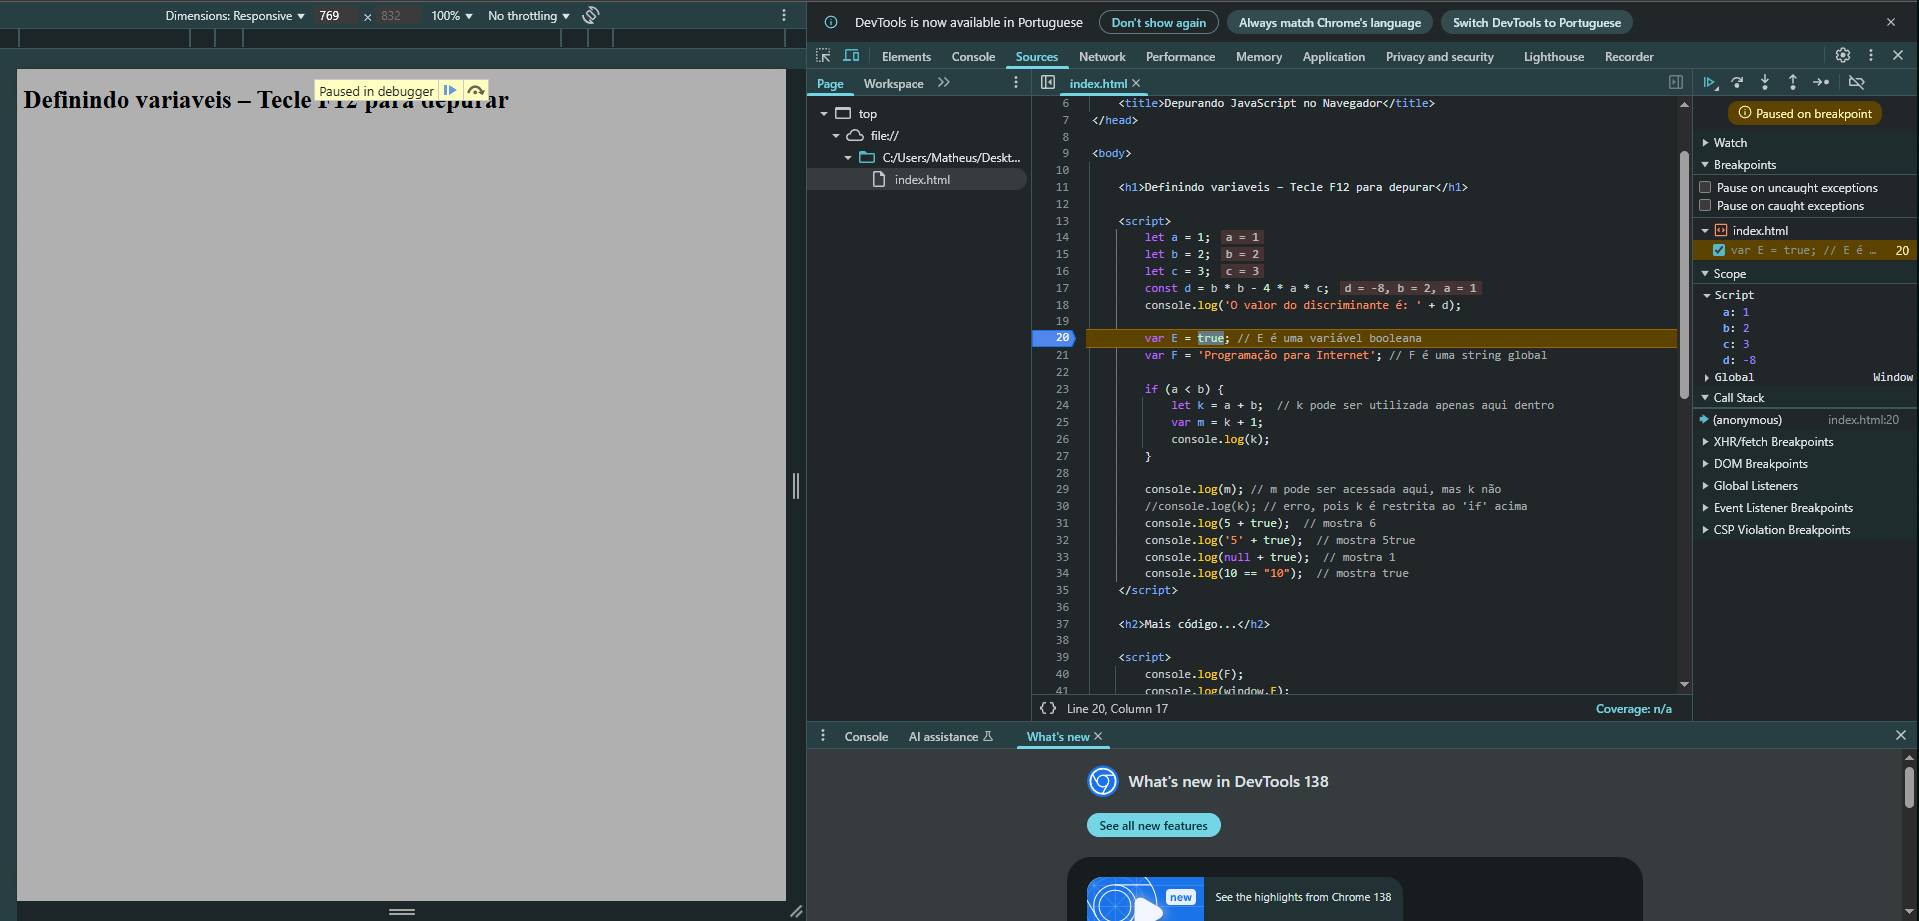 Dimensions: Responsive 769 × 832 100% No throttling
Definindo variaveis – Tecle F12 para depurar
Paused in debugger
DevTools is now available in Portuguese Don't show again Always match Chrome's language Switch DevTools to Portuguese
Elements Console Sources Network Performance Memory Application Privacy and security Lighthouse Recorder
Page Workspace
top
file://
C:/Users/Matheus/Deskt...
index.html
index.html
6 <title>Depurando JavaScript no Navegador</title>
7 </head>
8
9 <body>
10
11 <h1>Definindo variaveis – Tecle F12 para depurar</h1>
12
13 <script>
14 let a = 1; a = 1
15 let b = 2; b = 2
16 let c = 3; c = 3
17 const d = b * b - 4 * a * c; d = -8, b = 2, a = 1
18 console.log('O valor do discriminante é: ' + d);
19
20 var E = true; // E é uma variável booleana
21 var F = 'Programação para Internet'; // F é uma string global
22
23 if (a < b) {
24 let k = a + b; // k pode ser utilizada apenas aqui dentro
25 var m = k + 1;
26 console.log(k);
27 }
28
29 console.log(m); // m pode ser acessada aqui, mas k não
30 //console.log(k); // erro, pois k é restrita ao 'if' acima
31 console.log(5 + true); // mostra 6
32 console.log('5' + true); // mostra 5true
33 console.log(null + true); // mostra 1
34 console.log(10 == "10"); // mostra true
35 </script>
36
37 <h2>Mais código...</h2>
38
39 <script>
40 console.log(F);
41 console.log(window.F);
{} Line 20, Column 17 Coverage: n/a
Paused on breakpoint
Watch
Breakpoints
Pause on uncaught exceptions
Pause on caught exceptions
index.html
var E = true; // E é … 20
Scope
Script
a: 1
b: 2
c: 3
d: -8
Global Window
Call Stack
(anonymous) index.html:20
XHR/fetch Breakpoints
DOM Breakpoints
Global Listeners
Event Listener Breakpoints
CSP Violation Breakpoints
Console AI assistance What's new
What's new in DevTools 138
See all new features
new
See the highlights from Chrome 138